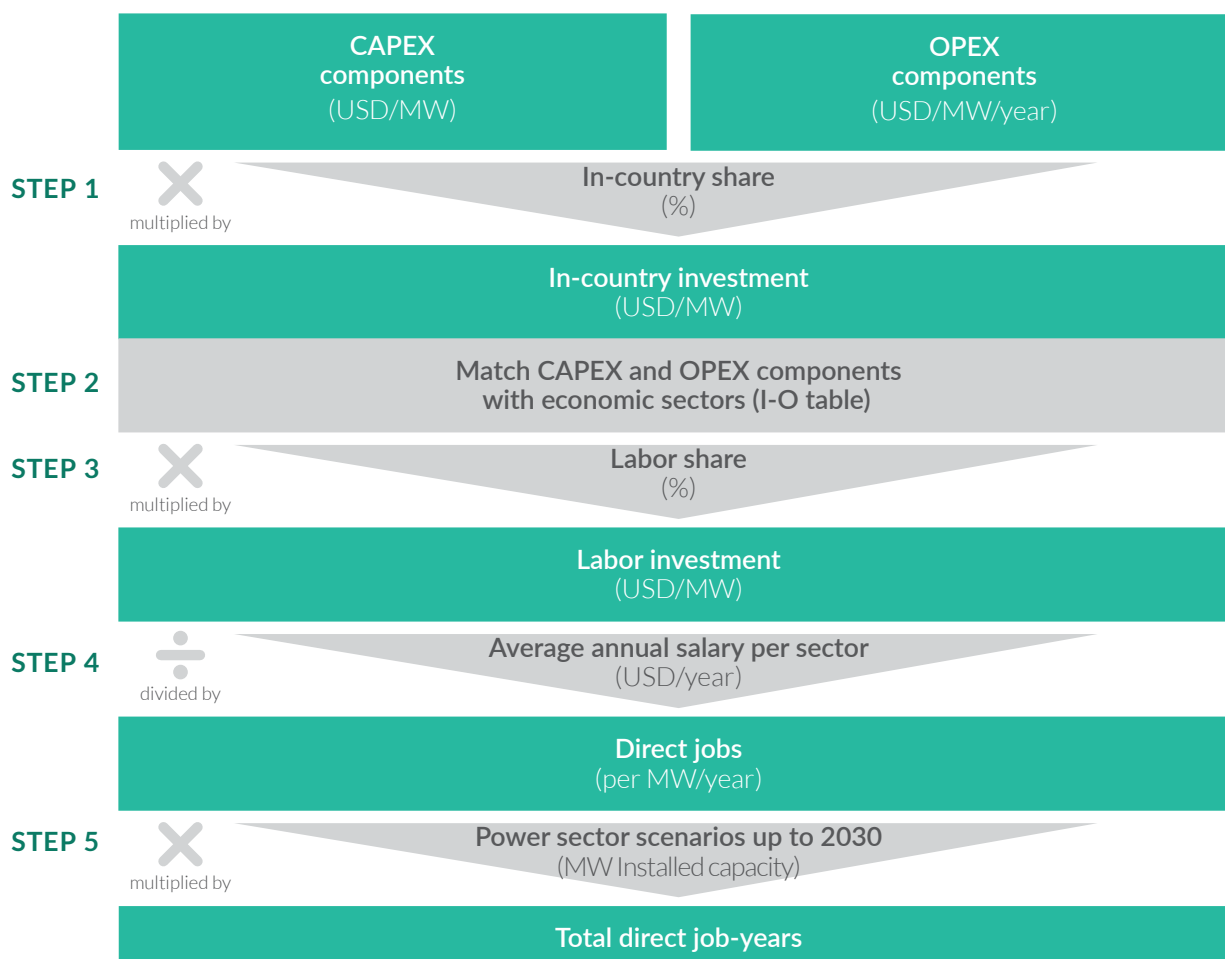 CAPEX
components
(USD/MW)
OPEX
components
(USD/MW/year)
STEP 1
multiplied by
In-country share
(%)
In-country investment
(USD/MW)
STEP 2
Match CAPEX and OPEX components
with economic sectors (I-O table)
STEP 3
multiplied by
Labor share
(%)
Labor investment
(USD/MW)
STEP 4
divided by
Average annual salary per sector
(USD/year)
Direct jobs
(per MW/year)
STEP 5
multiplied by
Power sector scenarios up to 2030
(MW Installed capacity)
Total direct job-years